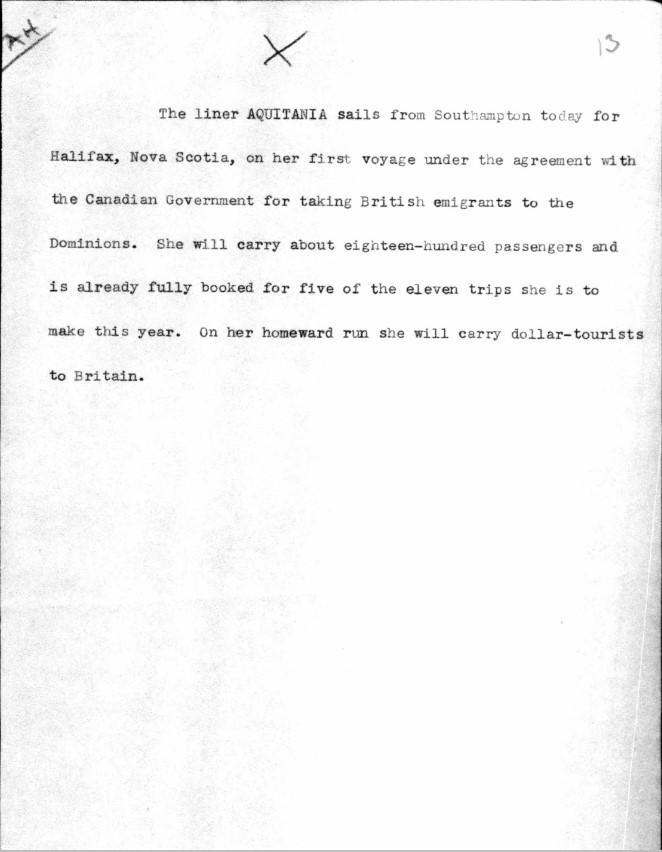 AH
X
13
The liner AQUITANIA sails from Southampton today for
Halifax, Nova Scotia, on her first voyage under the agreement with
the Canadian Government for taking British emigrants to the
Dominions. She will carry about eighteen-hundred passengers and
is already fully booked for five of the eleven trips she is to
make this year. On her homeward run she will carry dollar-tourists
to Britain.